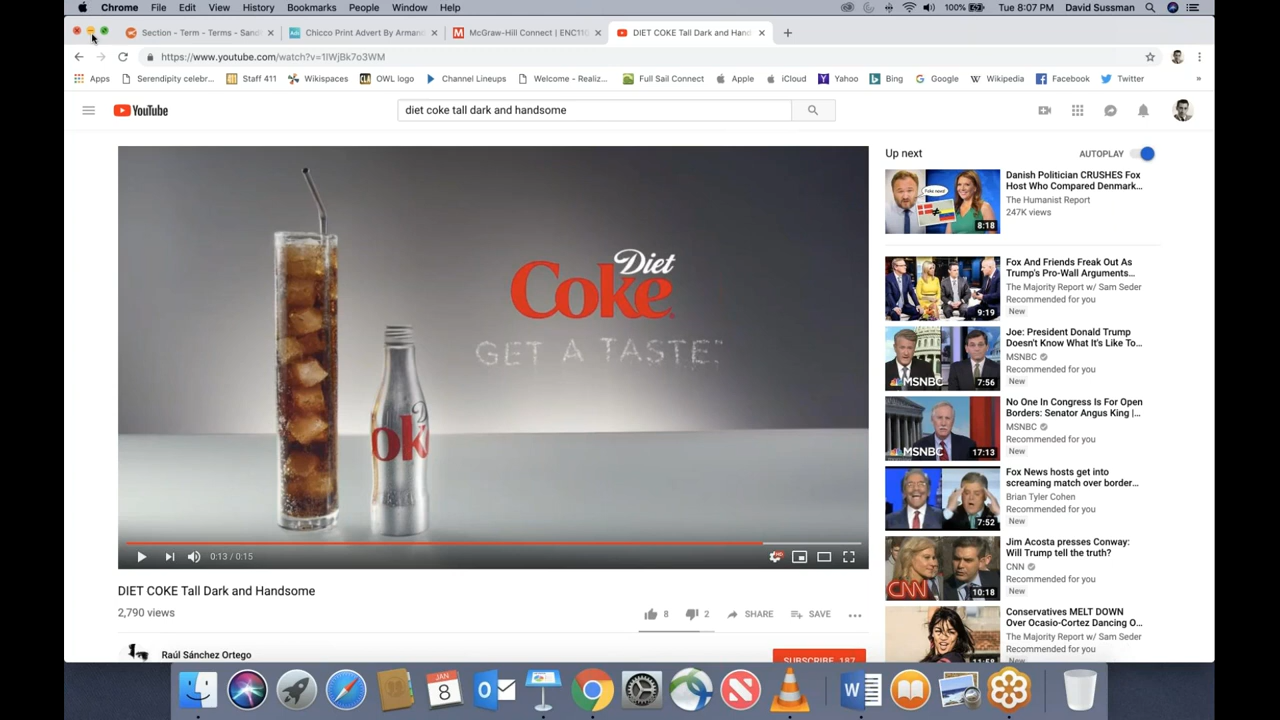 Chrome File Edit View History Bookmarks People Window Help 100% Tue 8:07 PM David Sussman
Section - Term - Terms - Sand Chicco Print Advert By Arman McGraw-Hill Connect | ENC110 DIET COKE Tall Dark and Hand
https://www.youtube.com/watch?v=1IWjBk7o3WM
Apps Serendipity celebr... Staff 411 Wikispaces OWL logo Channel Lineups Welcome - Realiz... Full Sail Connect Apple iCloud Yahoo Bing Google Wikipedia Facebook Twitter »
YouTube diet coke tall dark and handsome
Up next AUTOPLAY
Danish Politician CRUSHES Fox
Host Who Compared Denmark...
The Humanist Report
247K views
8:18
Diet
Coke
GET A TASTE
ok
Fox And Friends Freak Out As
Trump's Pro-Wall Arguments...
The Majority Report w/ Sam Seder
Recommended for you
New
9:19
Joe: President Donald Trump
Doesn't Know What It's Like To...
MSNBC
Recommended for you
New
MSNBC 7:56
No One In Congress Is For Open
Borders: Senator Angus King |...
MSNBC
Recommended for you
New
MSNBC 17:13
Fox News hosts get into
screaming match over border...
Brian Tyler Cohen
Recommended for you
New
7:52
Jim Acosta presses Conway:
Will Trump tell the truth?
CNN
Recommended for you
New
CNN 10:18
Conservatives MELT DOWN
Over Ocasio-Cortez Dancing O...
The Majority Report w/ Sam Seder
Recommended for you
New
0:13 / 0:15
DIET COKE Tall Dark and Handsome
2,790 views
8 2 SHARE SAVE
Raúl Sánchez Ortego
SUBSCRIBE 187
JAN
8